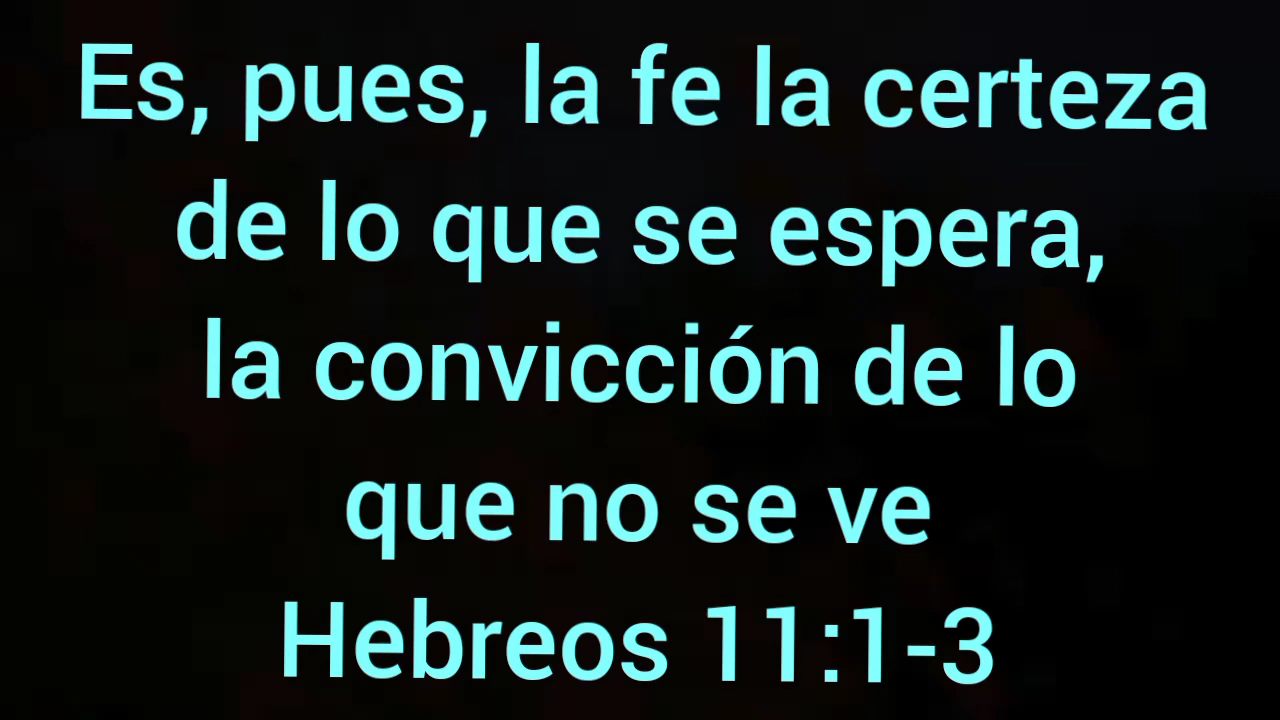 Es, pues, la fe la certeza
de lo que se espera,
la convicción de lo
que no se ve
Hebreos 11:1-3